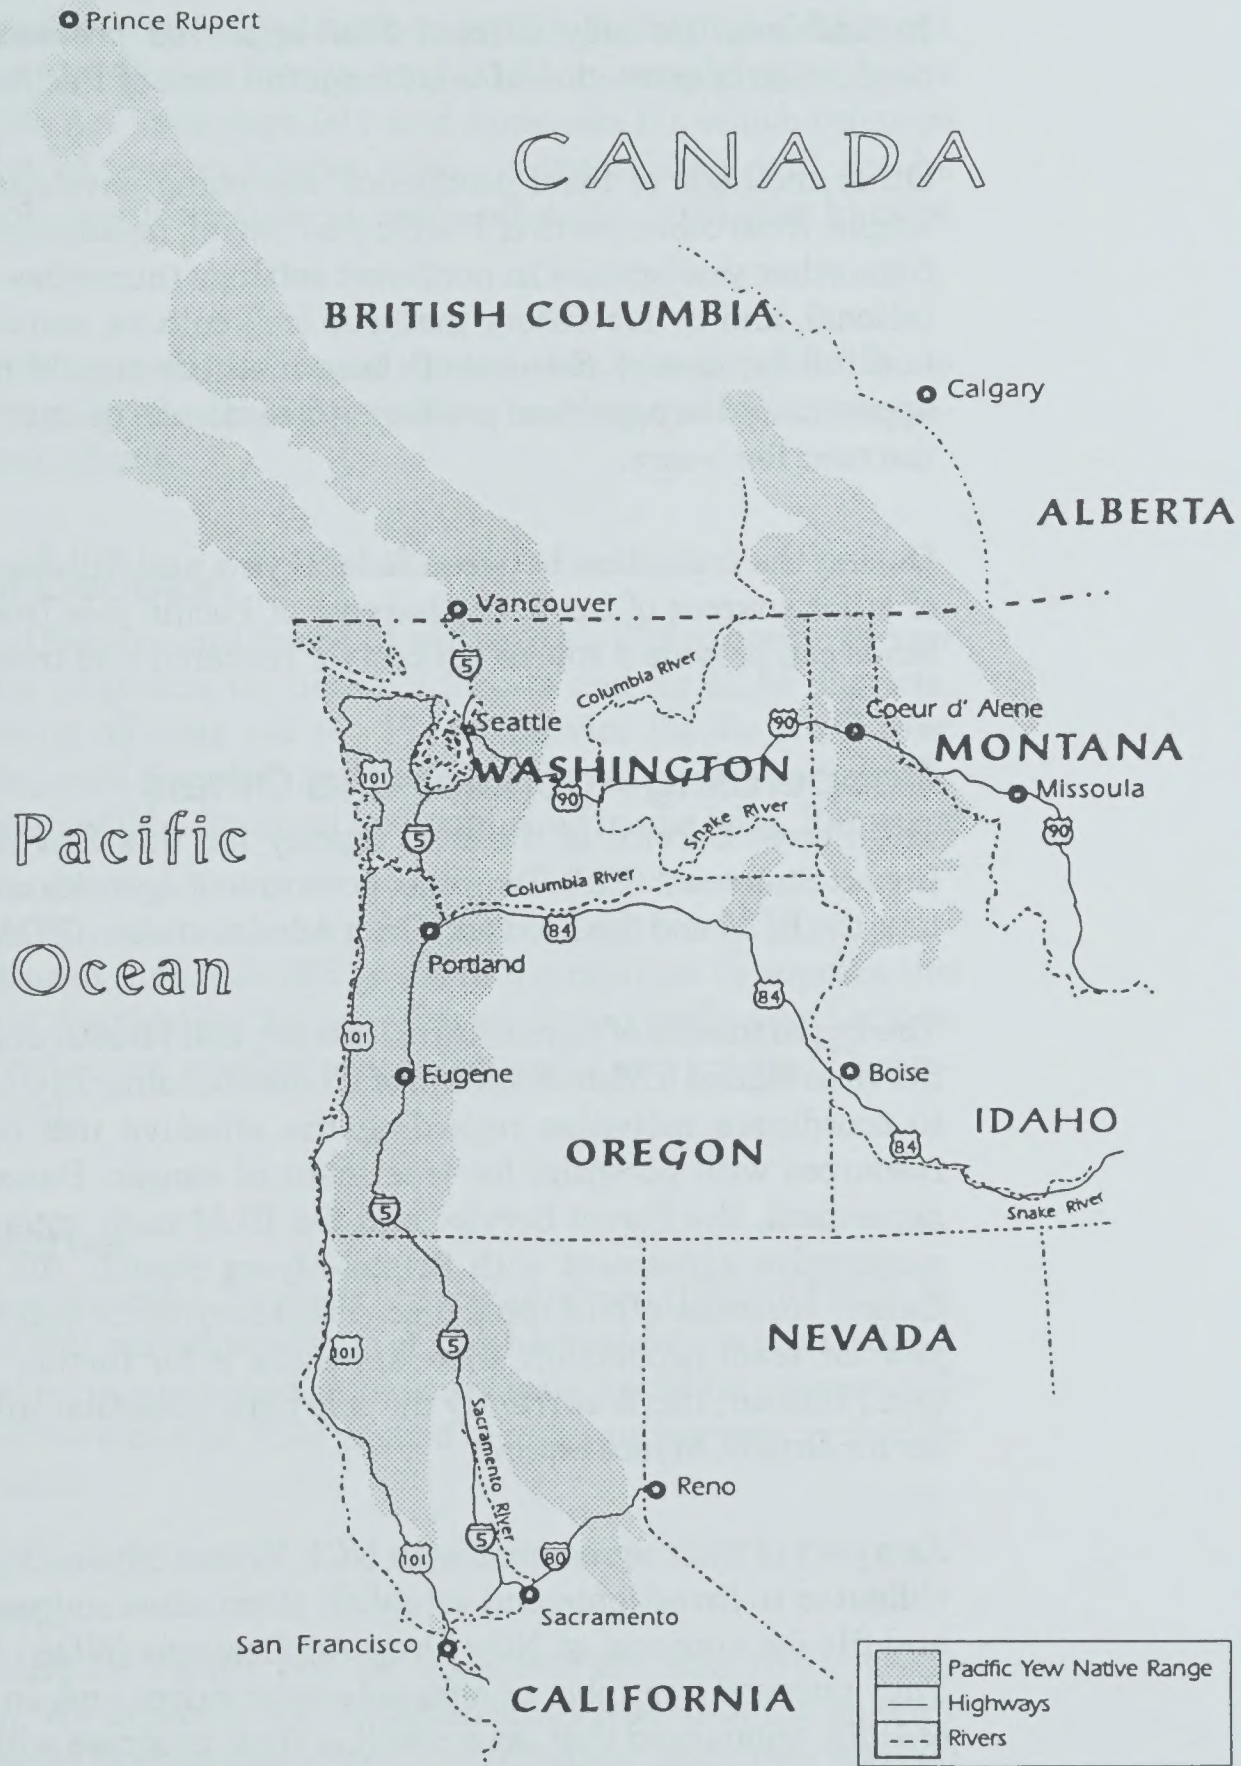 Prince Rupert
CANADA
BRITISH COLUMBIA
Calgary
ALBERTA
Vancouver
5
Columbia River
Seattle
90
Coeur d' Alene
101
WASHINGTON
MONTANA
90
Missoula
Pacific
Ocean
5
Snake River
90
Columbia River
84
Portland
84
101
Eugene
Boise
IDAHO
OREGON
84
5
Snake River
NEVADA
101
5
Sacramento River
Reno
101
5
80
Sacramento
San Francisco
CALIFORNIA
Pacific Yew Native Range
Highways
Rivers